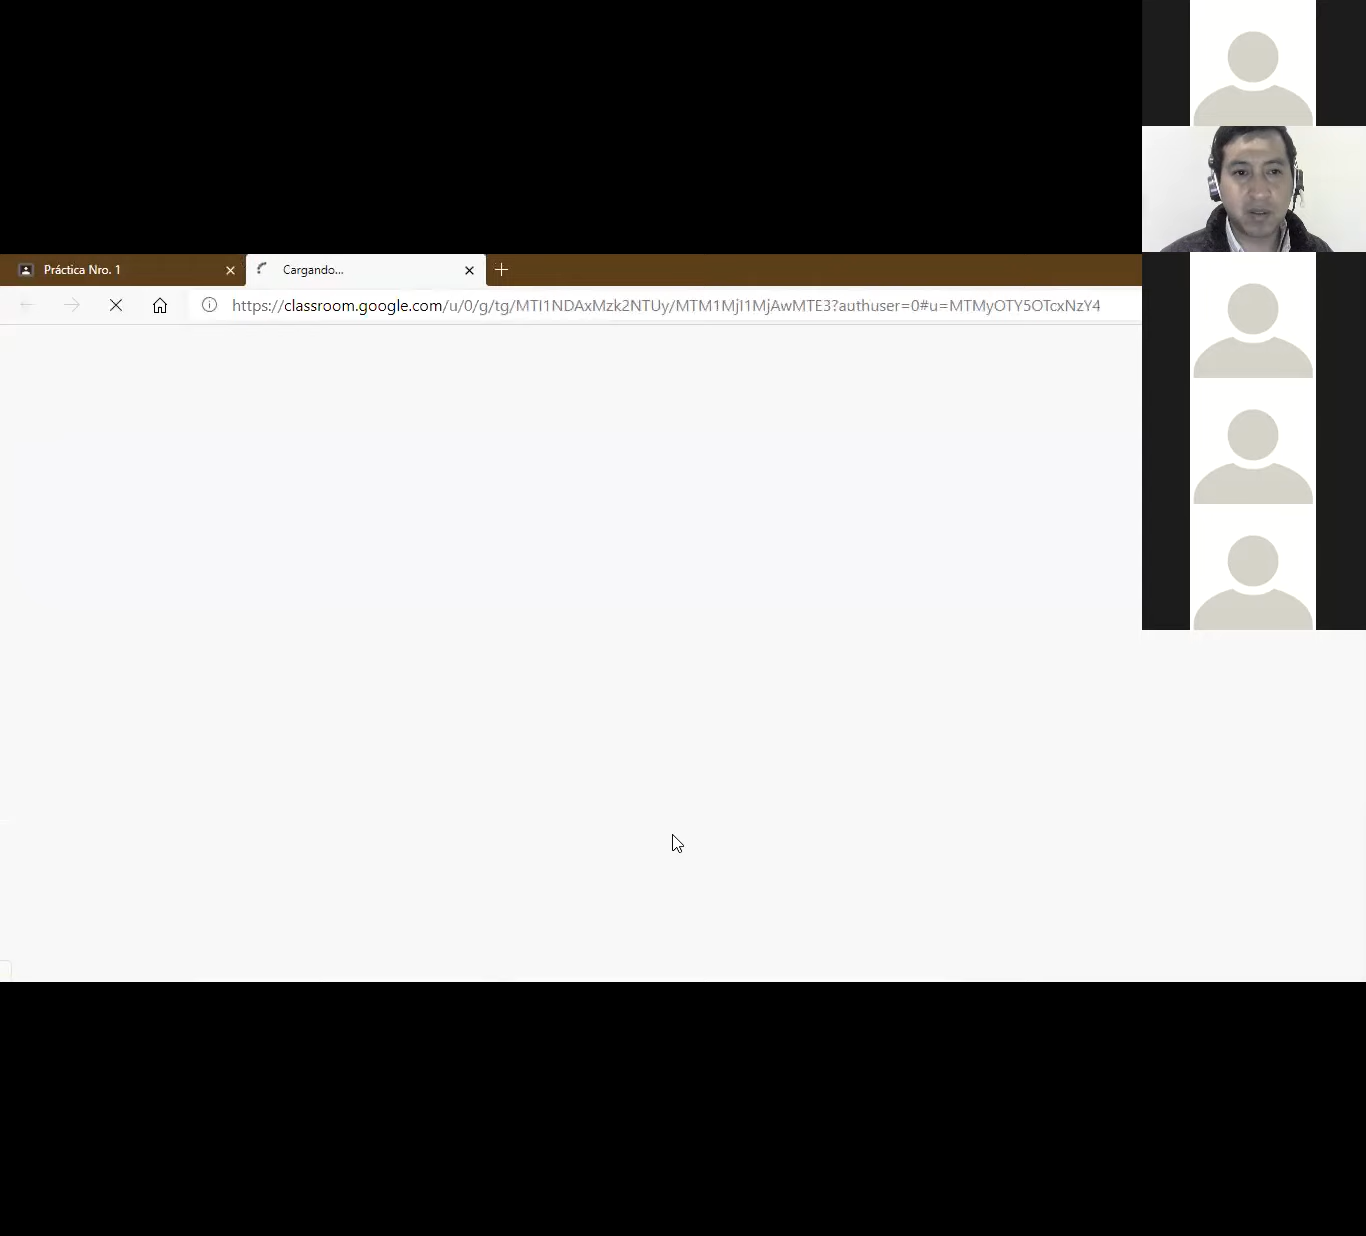 Práctica Nro. 1
Cargando...
https://classroom.google.com/u/0/g/tg/MTI1NDAxMzk2NTUy/MTM1MjI1MjAwMTE3?authuser=0#u=MTMyOTY5OTcxNzY4